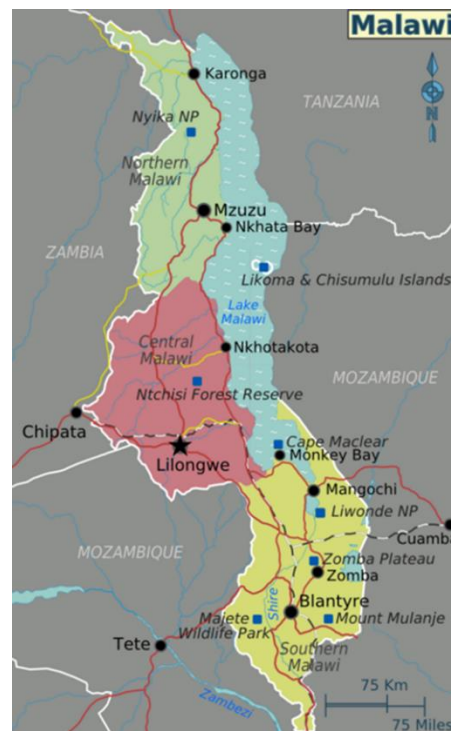 Malawi
Karonga
TANZANIA
N
Nyika NP
Northern
Malawi
Mzuzu
Nkhata Bay
ZAMBIA
Likoma & Chisumulu Islands
Lake
Malawi
Central
Malawi
Nkhotakota
MOZAMBIQUE
Ntchisi Forest Reserve
Chipata
Cape Maclear
Monkey Bay
Lilongwe
Mangochi
Liwonde NP
Cuamba
MOZAMBIQUE
Zomba Plateau
Zomba
Shire
Blantyre
Majete
Wildlife Park
Mount Mulanje
Tete
Southern
Malawi
75 Km
Zambezi
75 Miles